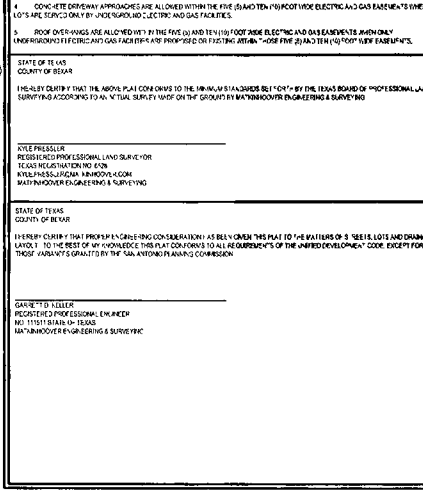 4 CONCRETE DRIVEWAY APPROACHES ARE ALLOWED WITHIN THE FIVE (5) AND TEN (10) FOOT WIDE ELECTRIC AND GAS EASEMENTS WHE
LOTS ARE SERVED ONLY BY UNDERGROUND ELECTRIC AND GAS FACILITIES.
5 ROOF OVERHANGS ARE ALLOWED WITHIN THE FIVE (5) AND TEN (10) FOOT WIDE ELECTRIC AND GAS EASEMENTS WHEN ONLY
UNDERGROUND ELECTRIC AND GAS FACILITIES ARE PROPOSED OR EXISTING WITHIN THOSE FIVE (5) AND TEN (10) FOOT WIDE EASEMENTS.
STATE OF TEXAS
COUNTY OF BEXAR
I HEREBY CERTIFY THAT THE ABOVE PLAT CONFORMS TO THE MINIMUM STANDARDS SET FORTH BY THE TEXAS BOARD OF PROFESSIONAL LA
SURVEYING ACCORDING TO AN ACTUAL SURVEY MADE ON THE GROUND BY MATKINHOOVER ENGINEERING & SURVEYING
KYLE PRESSLER
REGISTERED PROFESSIONAL LAND SURVEYOR
TEXAS REGISTRATION NO. 6528
MATKINHOOVER ENGINEERING & SURVEYING
STATE OF TEXAS
COUNTY OF BEXAR
I HEREBY CERTIFY THAT PROPER ENGINEERING CONSIDERATION HAS BEEN GIVEN THIS PLAT TO THE MATTERS OF STREETS, LOTS AND DRAIN
LAYOUT. TO THE BEST OF MY KNOWLEDGE THIS PLAT CONFORMS TO ALL REQUIREMENTS OF THE UNIFIED DEVELOPMENT CODE, EXCEPT FOR
THOSE VARIANCES GRANTED BY THE SAN ANTONIO PLANNING COMMISSION
GARRETT D. KELLER
REGISTERED PROFESSIONAL ENGINEER
NO. 111511 STATE OF TEXAS
MATKINHOOVER ENGINEERING & SURVEYING